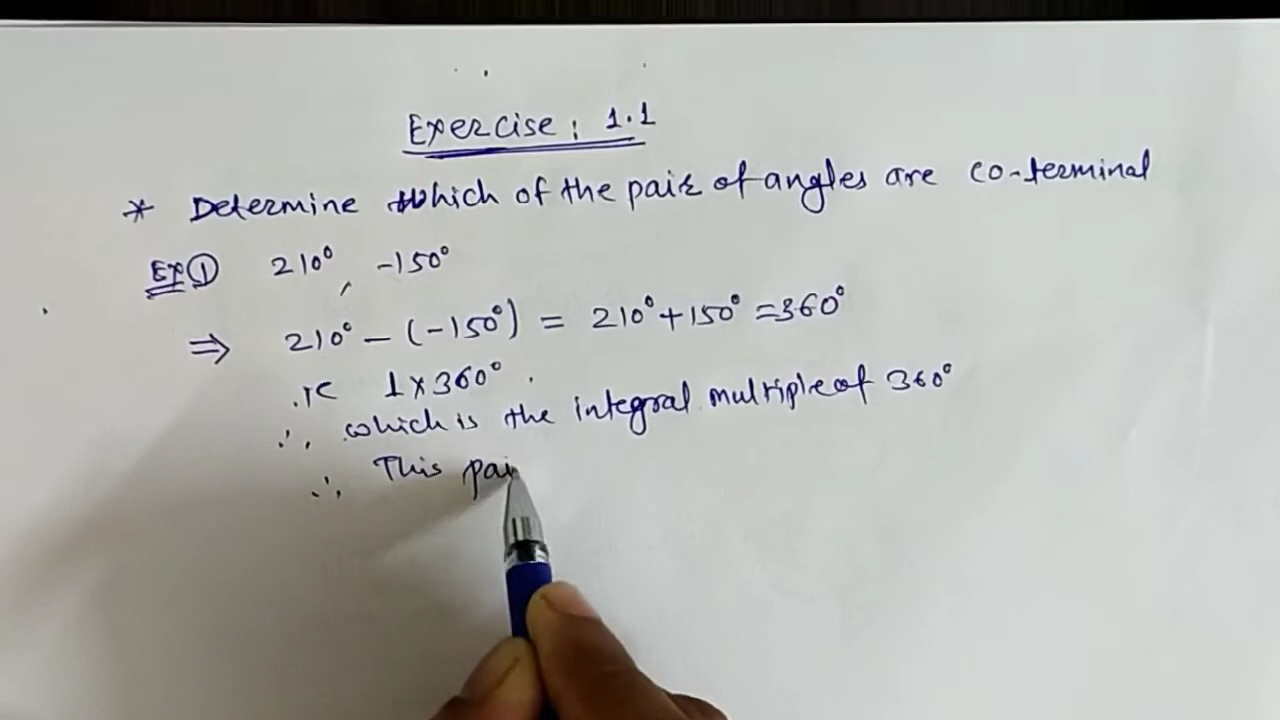 Exercise : 1.1
* Determine which of the pair of angles are co-terminal
Ex① 210°, -150°
⇒ 210° - (-150°) = 210° + 150° = 360°
ie 1 × 360°.
∴ which is the integral multiple of 360°
∴ This pai